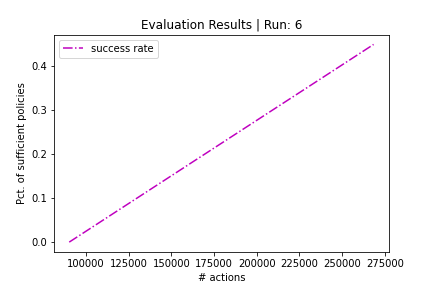 Evaluation Results | Run: 6
success rate
Pct. of sufficient policies
0.4
0.3
0.2
0.1
0.0
100000 125000 150000 175000 200000 225000 250000 275000
# actions